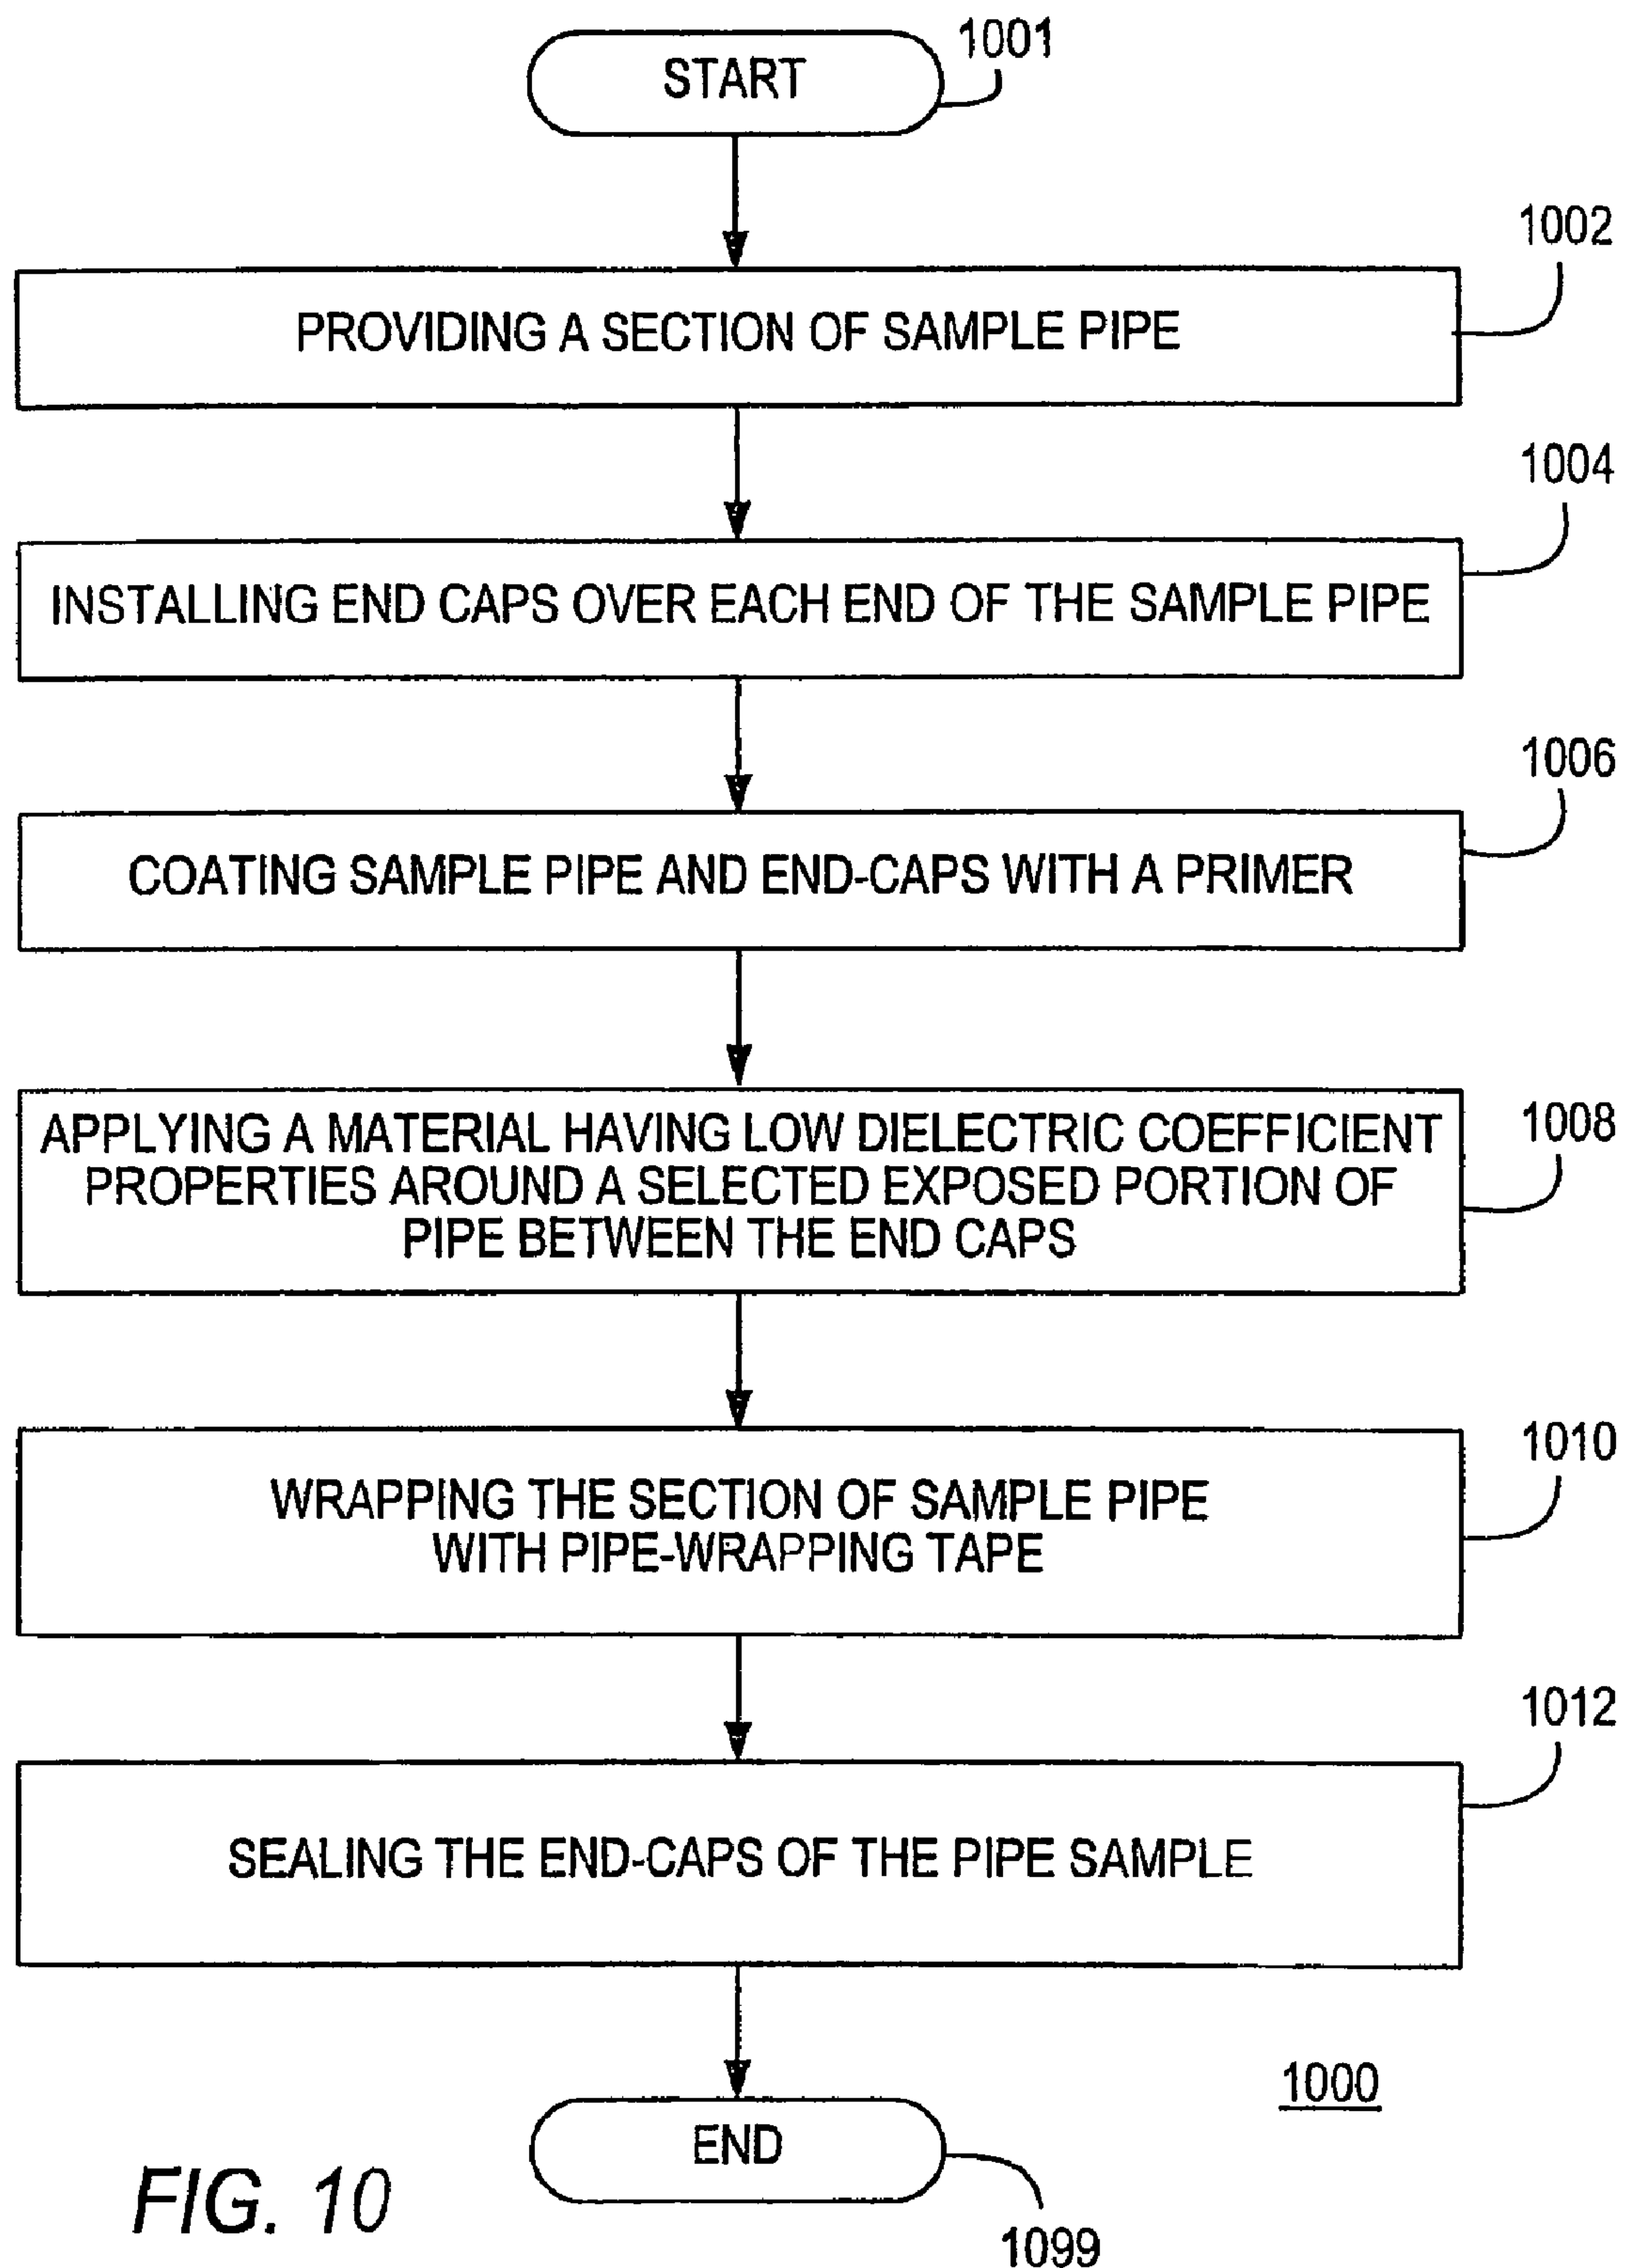 START
1001
1002
PROVIDING A SECTION OF SAMPLE PIPE
1004
INSTALLING END CAPS OVER EACH END OF THE SAMPLE PIPE
1006
COATING SAMPLE PIPE AND END-CAPS WITH A PRIMER
1008
APPLYING A MATERIAL HAVING LOW DIELECTRIC COEFFICIENT
PROPERTIES AROUND A SELECTED EXPOSED PORTION OF
PIPE BETWEEN THE END CAPS
1010
WRAPPING THE SECTION OF SAMPLE PIPE
WITH PIPE-WRAPPING TAPE
1012
SEALING THE END-CAPS OF THE PIPE SAMPLE
1000
END
1099
FIG. 10